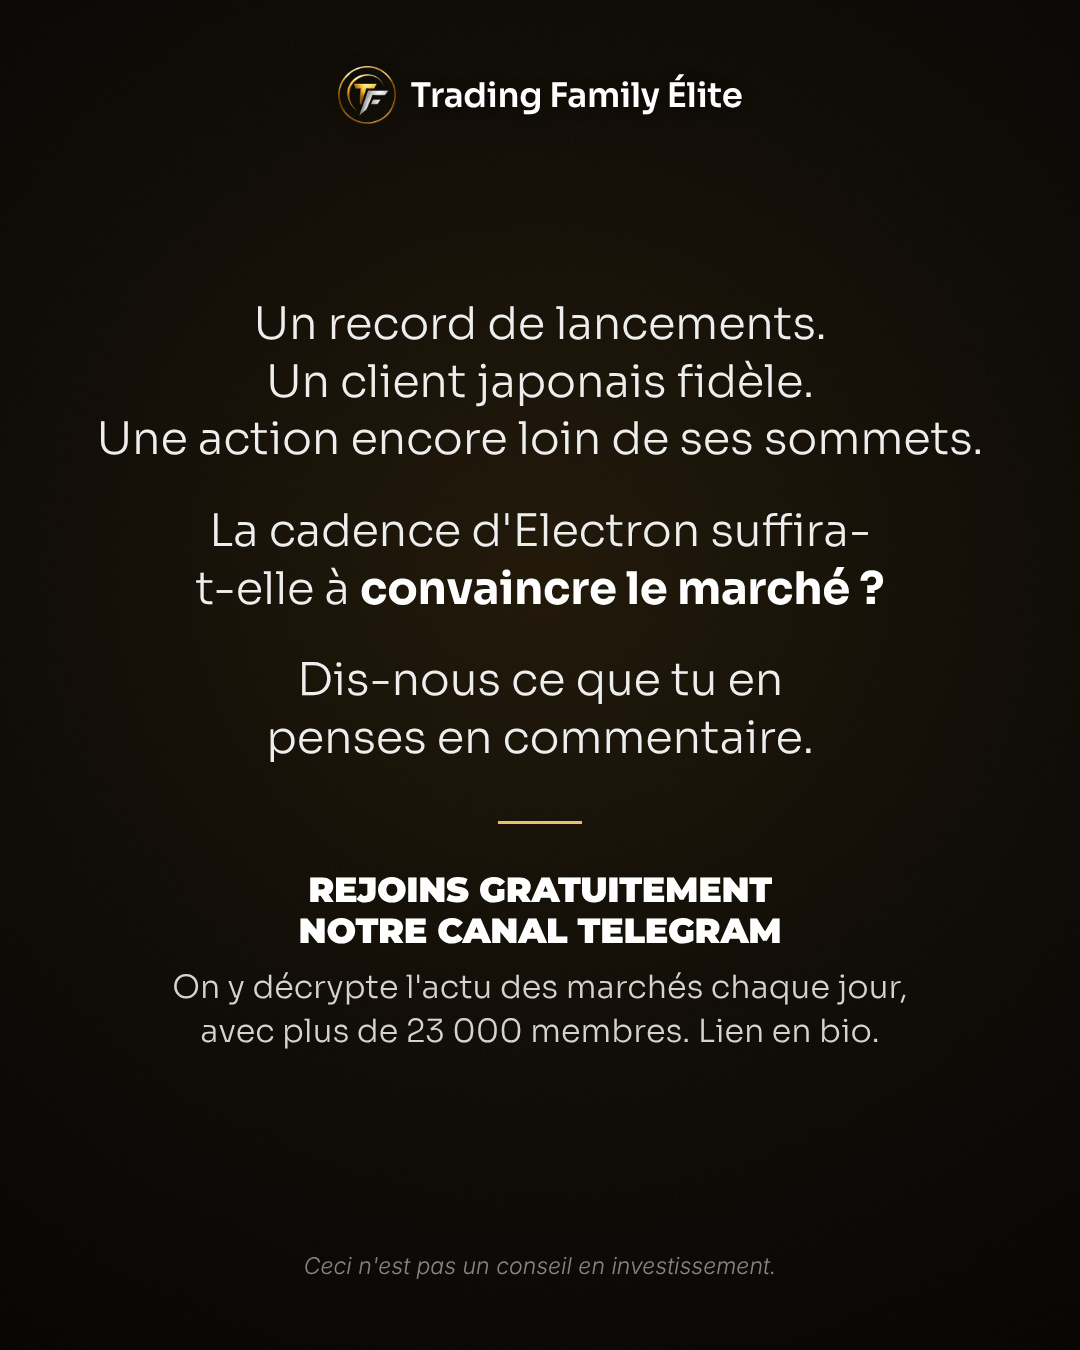 TF Trading Family Élite
Un record de lancements.
Un client japonais fidèle.
Une action encore loin de ses sommets.
La cadence d'Electron suffira-
t-elle à convaincre le marché ?
Dis-nous ce que tu en
penses en commentaire.
REJOINS GRATUITEMENT
NOTRE CANAL TELEGRAM
On y décrypte l'actu des marchés chaque jour,
avec plus de 23 000 membres. Lien en bio.
Ceci n'est pas un conseil en investissement.